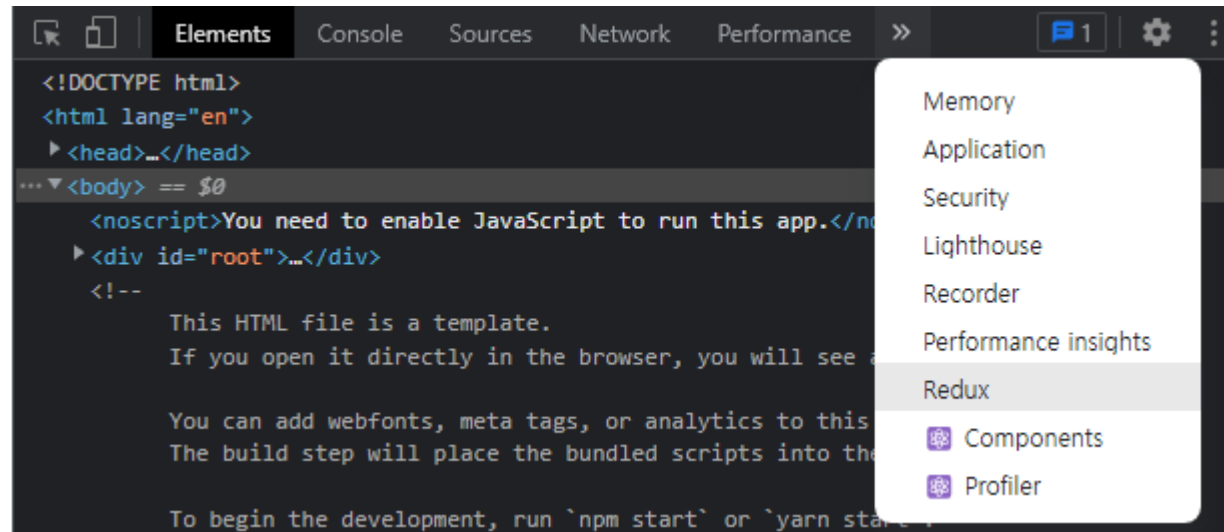 Elements Console Sources Network Performance » 1
<!DOCTYPE html>
<html lang="en">
<head>…</head>
<body> == $0
<noscript>You need to enable JavaScript to run this app.</no
<div id="root">…</div>
<!--
This HTML file is a template.
If you open it directly in the browser, you will see
You can add webfonts, meta tags, or analytics to this
The build step will place the bundled scripts into the
To begin the development, run `npm start` or `yarn start`.
Memory
Application
Security
Lighthouse
Recorder
Performance insights
Redux
Components
Profiler